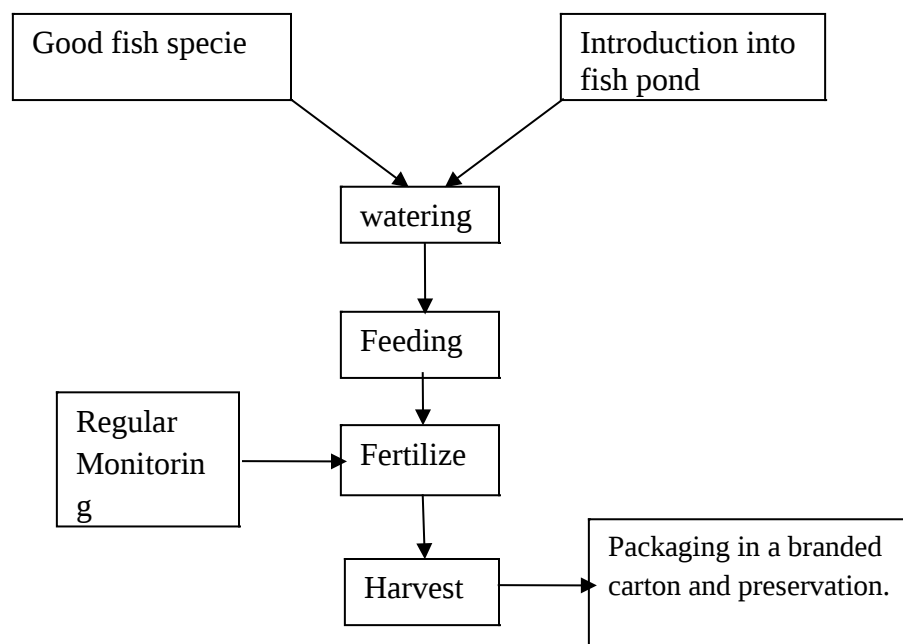 Good fish specie
Introduction into
fish pond
watering
Feeding
Regular
Monitorin
g
Fertilize
Harvest
Packaging in a branded
carton and preservation.